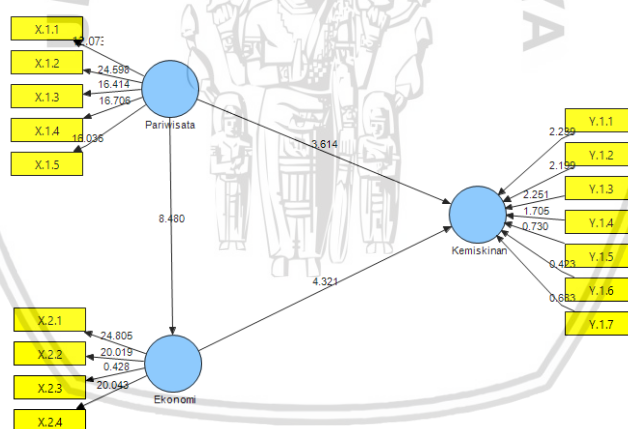 X.1.1
X.1.2
X.1.3
X.1.4
X.1.5
24.598
16.414
16.706
16.035
Pariwisata
3.614
8.480
Y.1.1
Y.1.2
Y.1.3
Y.1.4
Y.1.5
Y.1.6
Y.1.7
2.239
2.199
2.251
1.705
0.730
0.423
Kemiskinan
4.321
X.2.1
X.2.2
X.2.3
X.2.4
24.805
20.019
0.428
20.043
Ekonomi